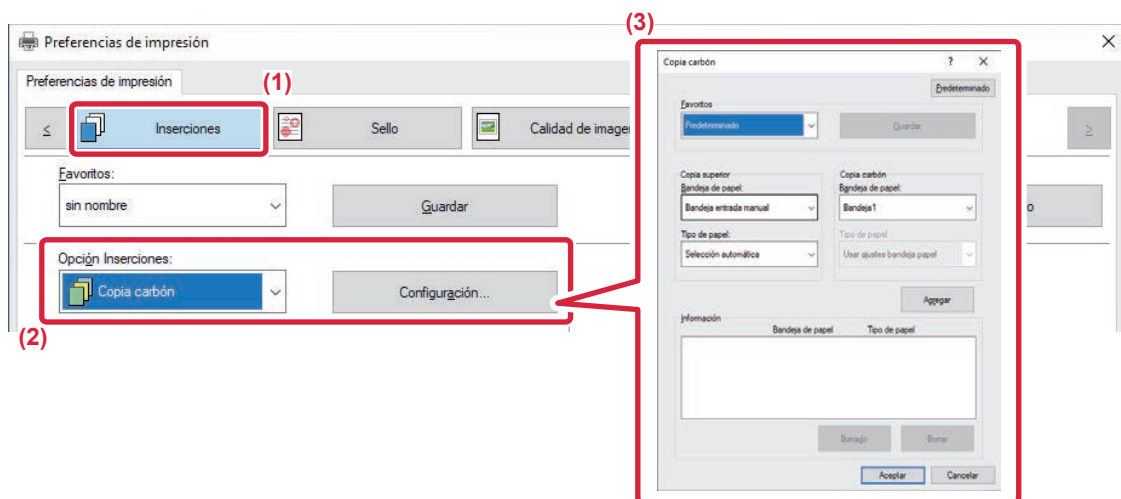 Preferencias de impresión
Preferencias de impresión
(1)
<
Inserciones
Sello
Calidad de imagen
>
Favoritos:
sin nombre
Guardar
o
Opción Inserciones:
Copia carbón
Configuración...
(2)
(3)
Copia carbón
?
Predeterminado
Favoritos
Predeterminado
Guardar
Copia superior
Copia carbón
Bandeja de papel:
Bandeja de papel:
Bandeja entrada manual
Bandeja1
Tipo de papel:
Tipo de papel
Selección automática
Usar ajustes bandeja papel
Agregar
Información
Bandeja de papel Tipo de papel
Borrado
Borrar
Aceptar
Cancelar